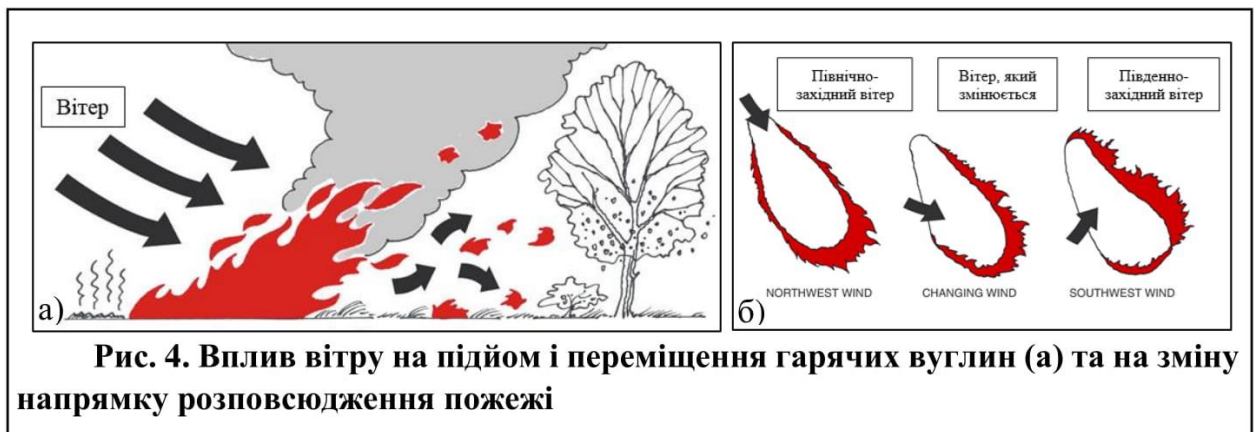 Вітер
а)
Північно-
західний вітер
Вітер, який
змінюється
Південно-
західний вітер
NORTHWEST WIND
CHANGING WIND
SOUTHWEST WIND
б)
Рис. 4. Вплив вітру на підйом і переміщення гарячих вуглин (а) та на зміну
напрямку розповсюдження пожежі